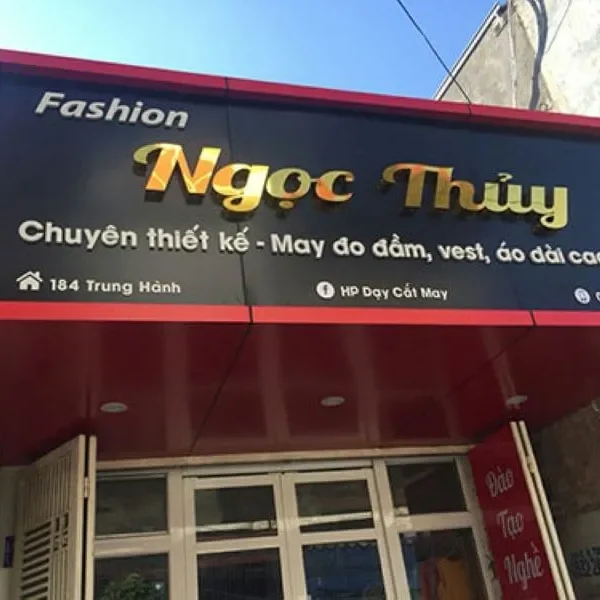 Fashion
Ngọc Thủy
Chuyên thiết kế - May đo đầm, vest, áo dài
184 Trung Hành
HP Dạy Cắt May
Đào
Tạo
Nghề